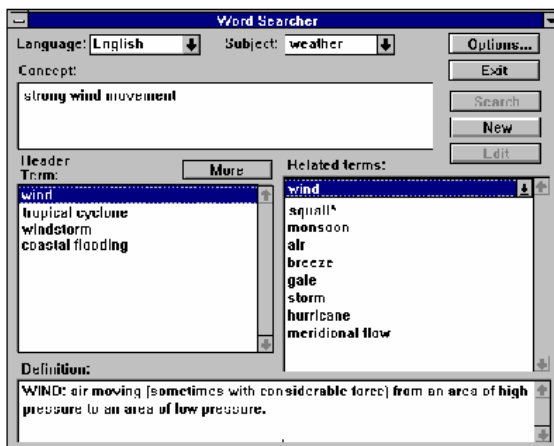 Word Searcher
Language: English Subject: weather Options...
Exit
Concept:
strong wind movement
Search
New
Edit
Header
Term: More Related terms:
wind wind
tropical cyclone squall*
windstorm monsoon
coastal flooding air
breeze
gale
storm
hurricane
meridional flow
Definition:
WIND: air moving (sometimes with considerable force) from an area of high
pressure to an area of low pressure.